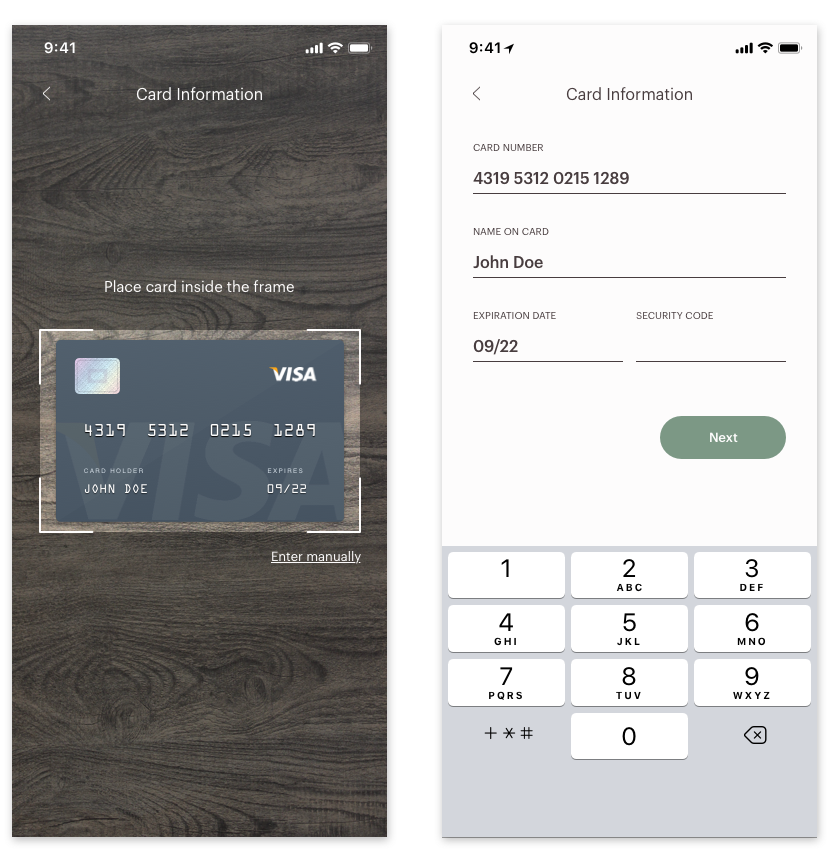 9:41
Card Information
Place card inside the frame
VISA
4319 5312 0215 1289
CARD HOLDER EXPIRES
JOHN DOE 09/22
VISA
Enter manually
9:41
Card Information
CARD NUMBER
4319 5312 0215 1289
NAME ON CARD
John Doe
EXPIRATION DATE SECURITY CODE
09/22
Next
1 2 3
ABC DEF
4 5 6
GHI JKL MNO
7 8 9
PQRS TUV WXYZ
+ * # 0